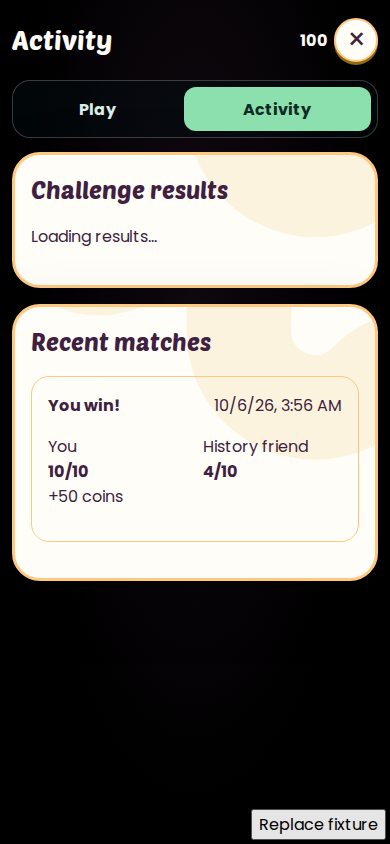 Activity
100 ×
Play Activity
Challenge results
Loading results...
Recent matches
You win! 10/6/26, 3:56 AM
You History friend
10/10 4/10
+50 coins
Replace fixture